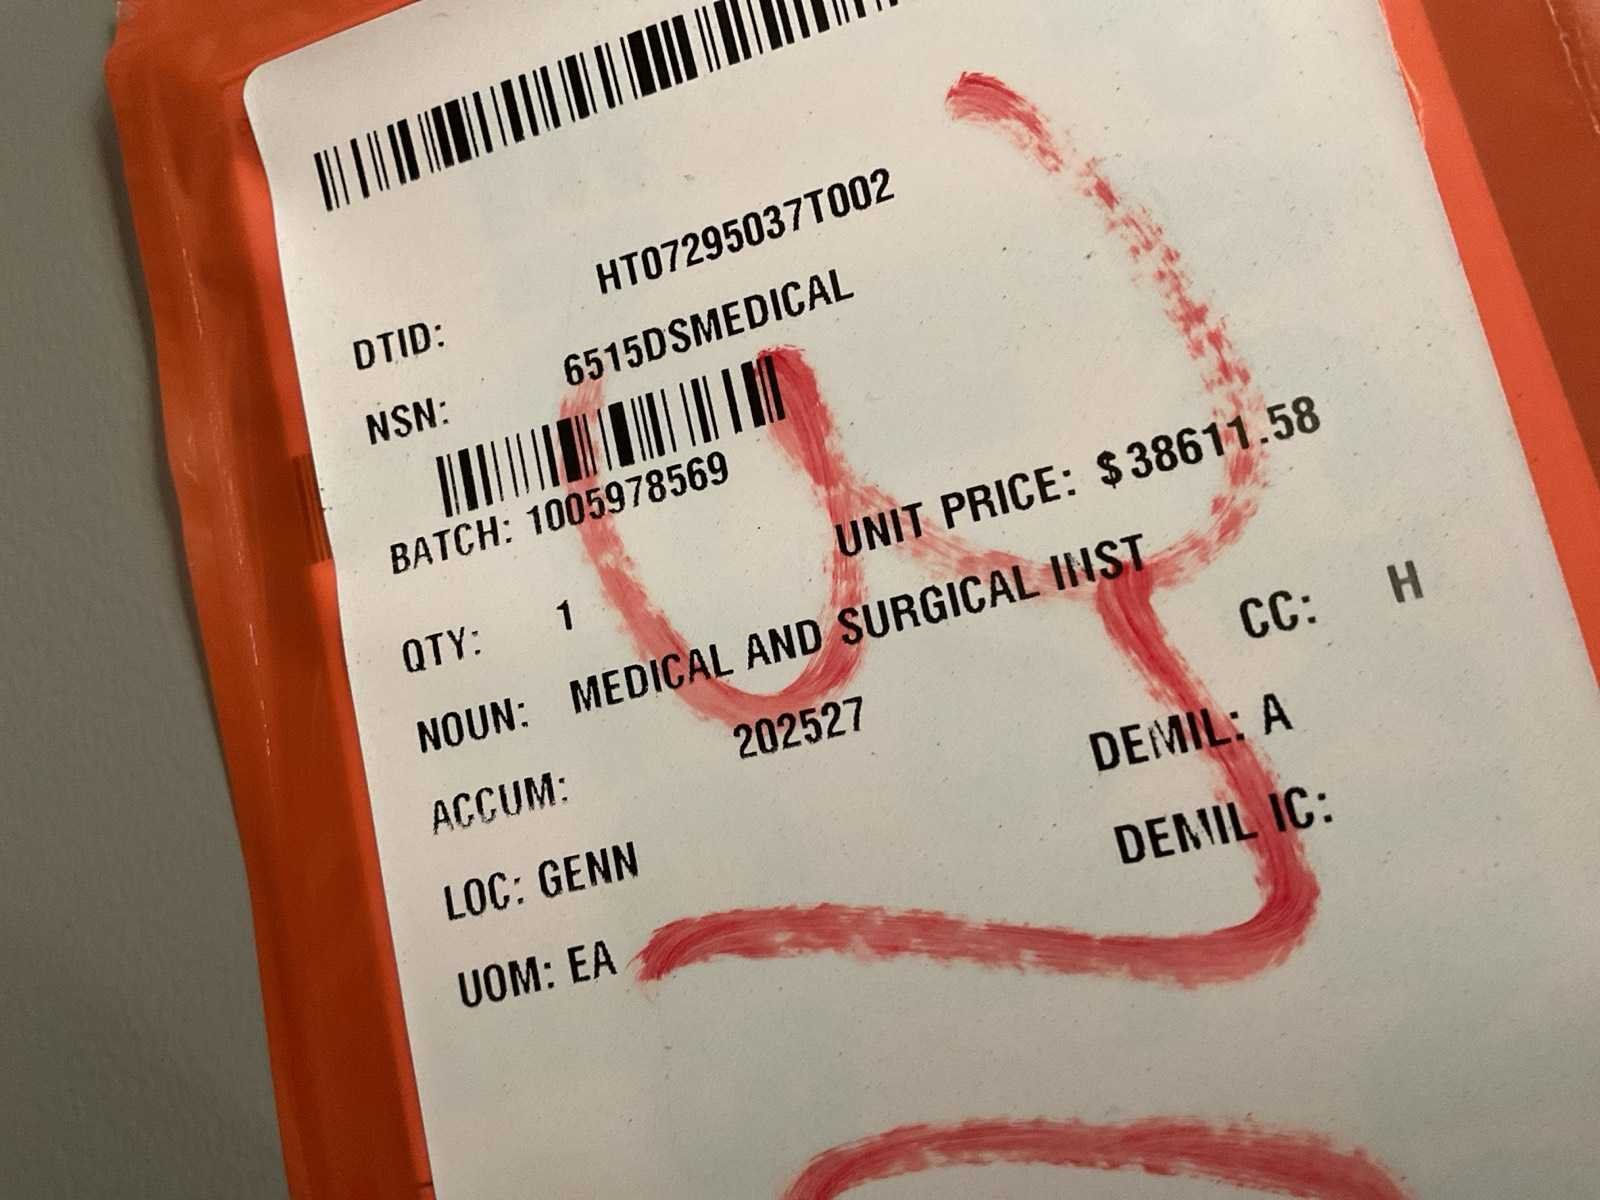 DTID: HT07295037T002
NSN: 6515DSMEDICAL
BATCH: 1005978569
QTY: 1 UNIT PRICE: $38611.58
NOUN: MEDICAL AND SURGICAL INST
ACCUM: 202527 CC: H
LOC: GENN DEMIL: A
UOM: EA DEMIL IC: